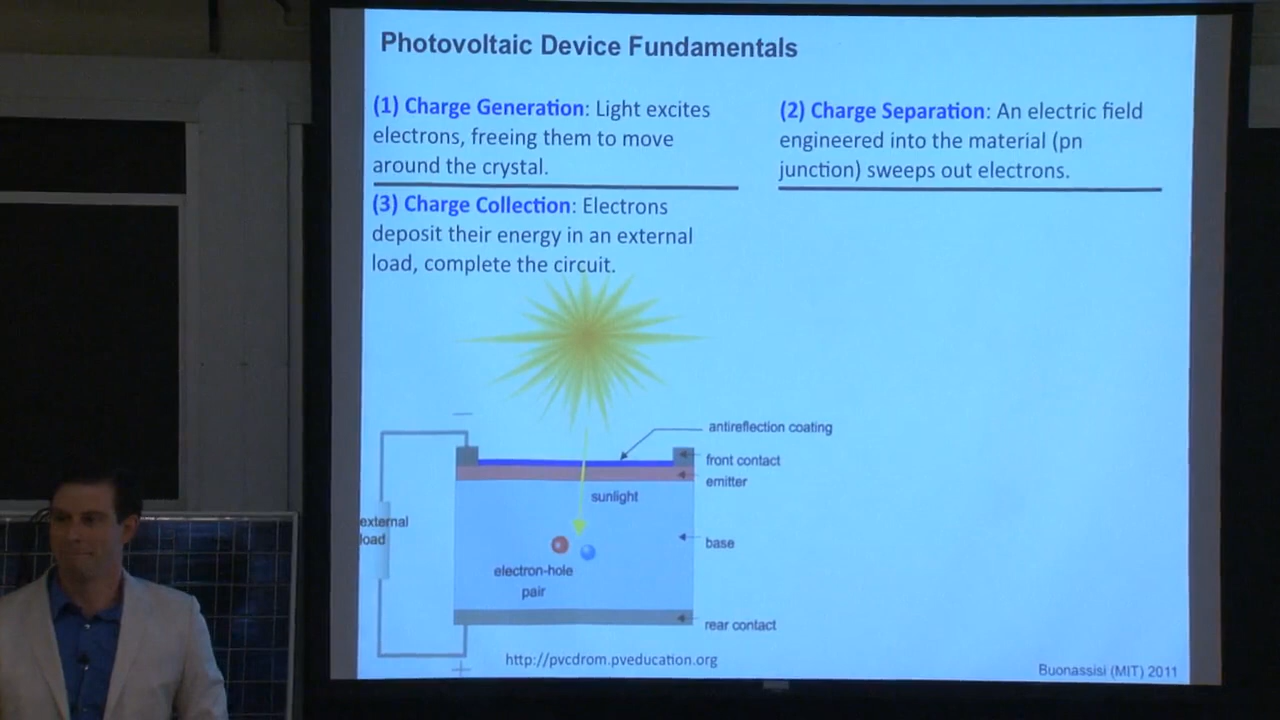 Photovoltaic Device Fundamentals
(1) Charge Generation: Light excites
electrons, freeing them to move
around the crystal.
(2) Charge Separation: An electric field
engineered into the material (pn
junction) sweeps out electrons.
(3) Charge Collection: Electrons
deposit their energy in an external
load, complete the circuit.
antireflection coating
front contact
emitter
sunlight
external
load
base
electron-hole
pair
rear contact
http://pvcdrom.pveducation.org
Buonassisi (MIT) 2011